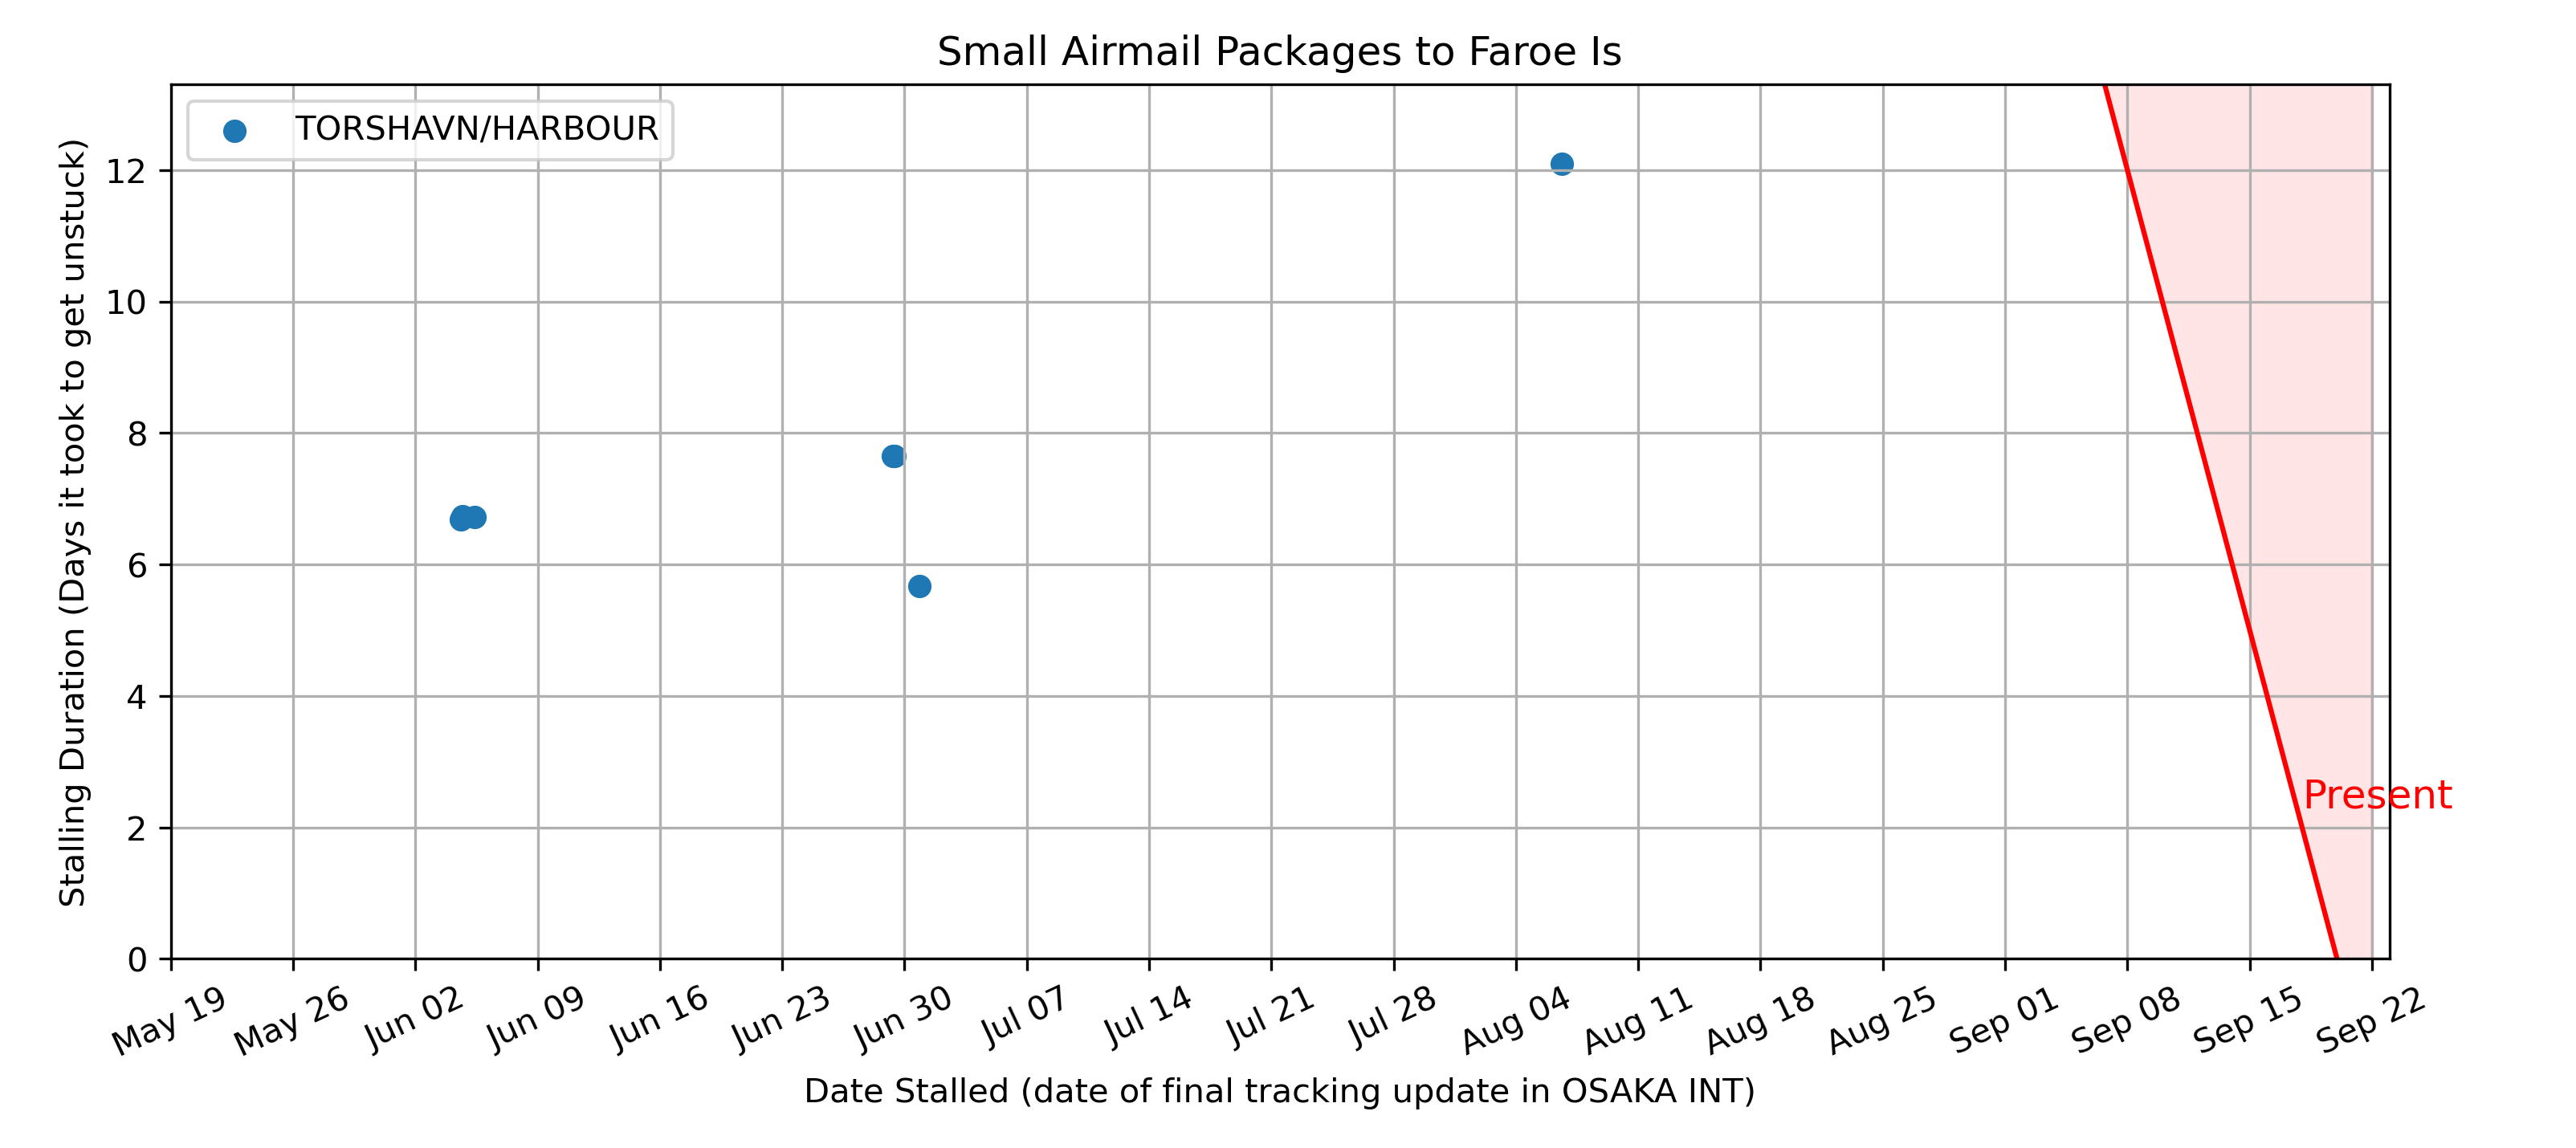 Small Airmail Packages to Faroe Is
TORSHAVN/HARBOUR
Stalling Duration (Days it took to get unstuck)
12
10
8
6
4
2
0
Present
May 19
May 26
Jun 02
Jun 09
Jun 16
Jun 23
Jun 30
Jul 07
Jul 14
Jul 21
Jul 28
Aug 04
Aug 11
Aug 18
Aug 25
Sep 01
Sep 08
Sep 15
Sep 22
Date Stalled (date of final tracking update in OSAKA INT)